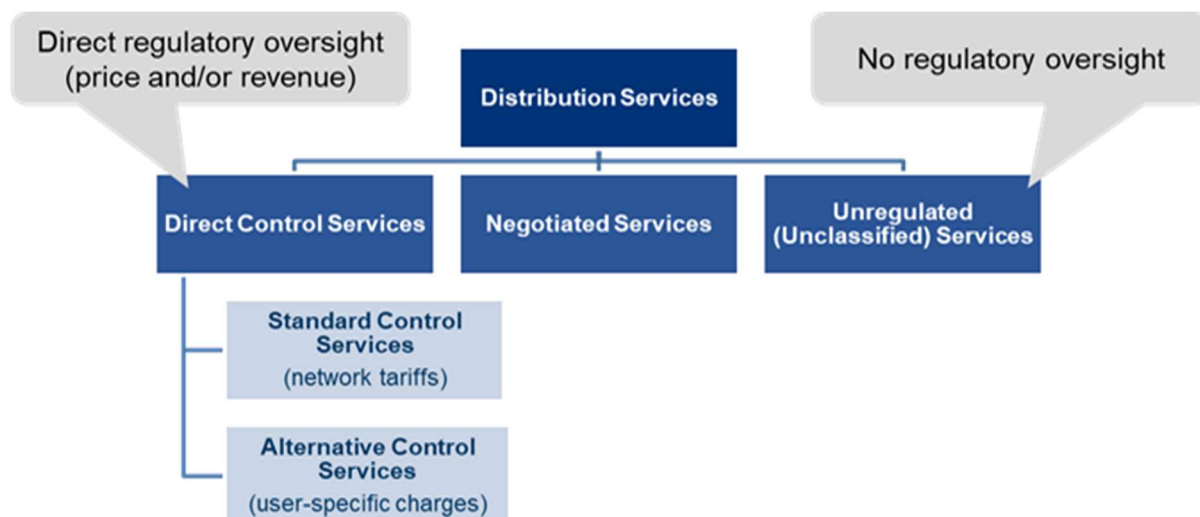 Direct regulatory oversight
(price and/or revenue)
No regulatory oversight
Distribution Services
Direct Control Services
Negotiated Services
Unregulated
(Unclassified) Services
Standard Control
Services
(network tariffs)
Alternative Control
Services
(user-specific charges)